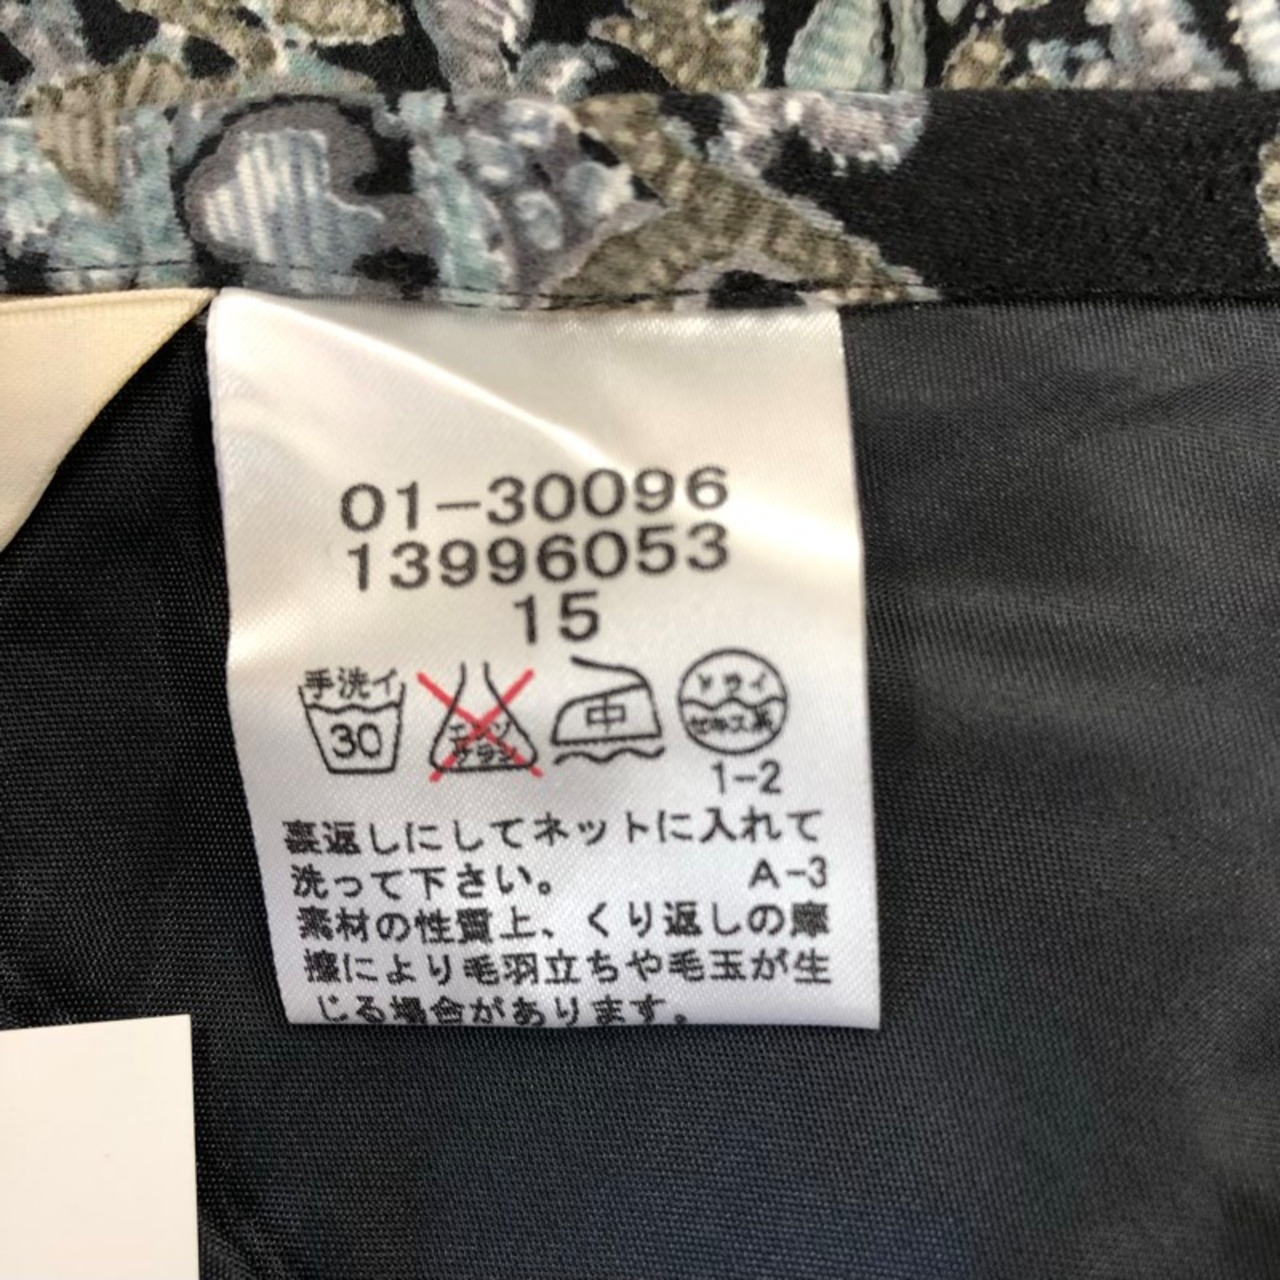 01-30096
13996053
15
手洗イ
30
エンソ
サラシ
中
ドライ
セキユ系
1-2
裏返しにしてネットに入れて
洗って下さい。 A-3
素材の性質上、くり返しの摩
擦により毛羽立ちや毛玉が生
じる場合があります。